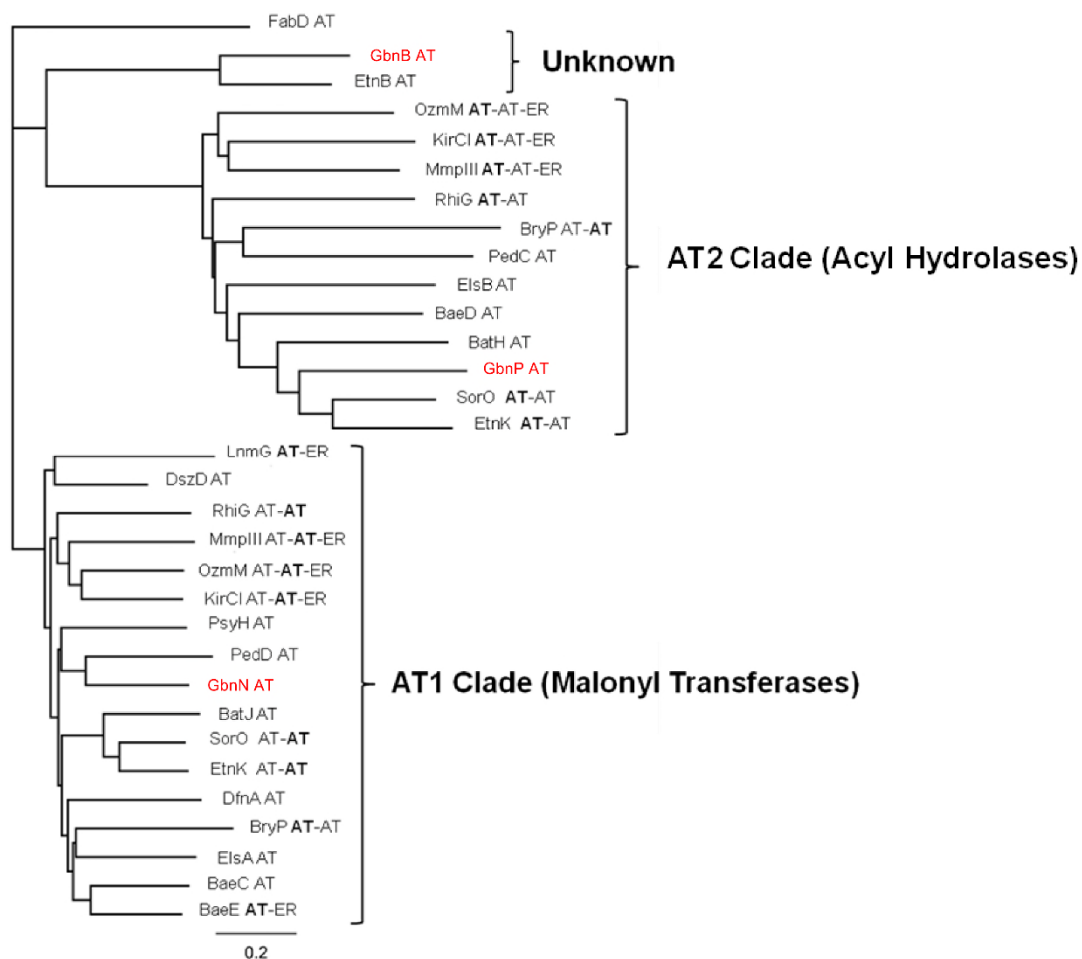 FabD AT
GbnB AT
EtnB AT
Unknown
OzmM AT-AT-ER
KirCI AT-AT-ER
MmpIII AT-AT-ER
RhiG AT-AT
BryP AT-AT
PedC AT
AT2 Clade (Acyl Hydrolases)
ElsB AT
BaeD AT
BatH AT
GbnP AT
SorO AT-AT
EtnK AT-AT
LnmG AT-ER
DszD AT
RhiG AT-AT
MmpIII AT-AT-ER
OzmM AT-AT-ER
KirCI AT-AT-ER
PsyH AT
PedD AT
GbnN AT
AT1 Clade (Malonyl Transferases)
BatJ AT
SorO AT-AT
EtnK AT-AT
DfnA AT
BryP AT-AT
ElsA AT
BaeC AT
BaeE AT-ER
0.2